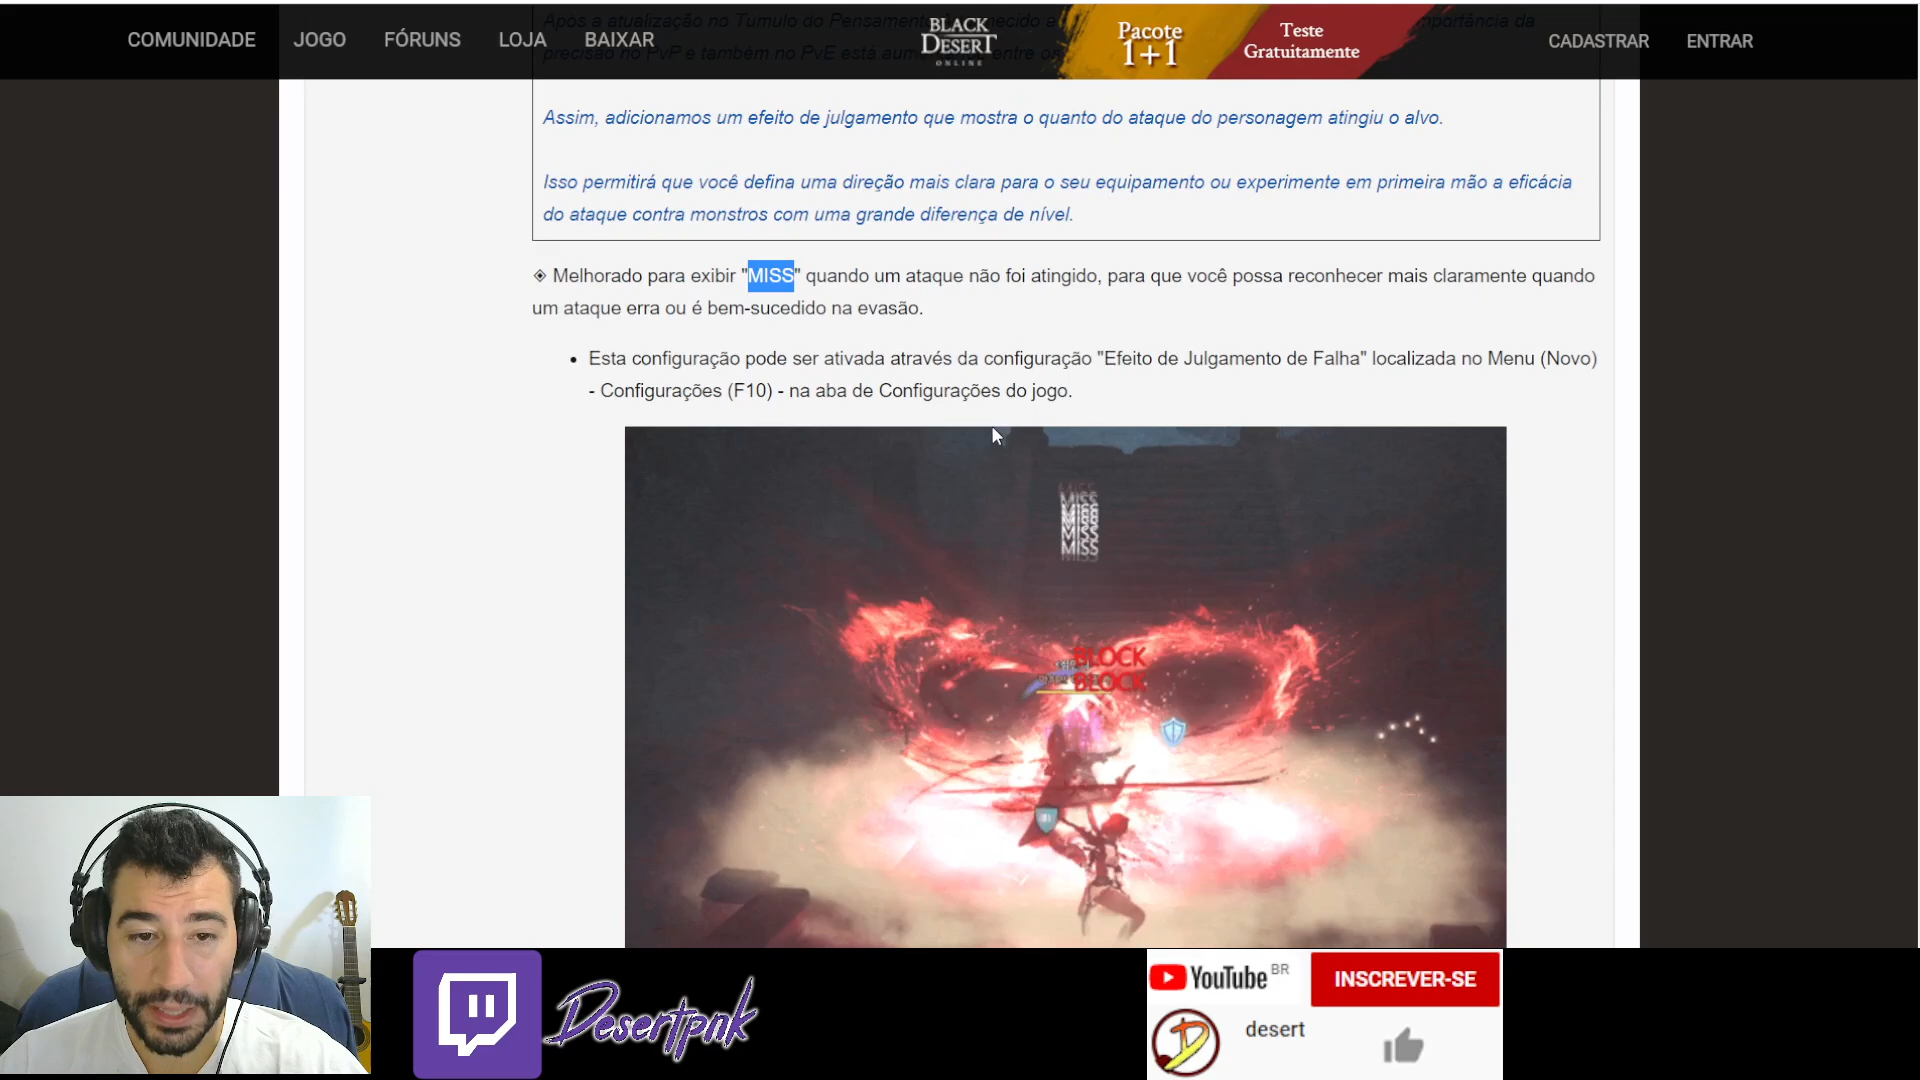 Após a atualização no Túmulo do Pensamento
importância da
COMUNIDADE JOGO FÓRUNS LOJA BAIXAR
BLACK DESERT ONLINE
Pacote 1+1
Teste Gratuitamente
CADASTRAR ENTRAR
precisão no PvP e também no PvE está
Assim, adicionamos um efeito de julgamento que mostra o quanto do ataque do personagem atingiu o alvo.
Isso permitirá que você defina uma direção mais clara para o seu equipamento ou experimente em primeira mão a eficácia
do ataque contra monstros com uma grande diferença de nível.
◈ Melhorado para exibir "MISS" quando um ataque não foi atingido, para que você possa reconhecer mais claramente quando
um ataque erra ou é bem-sucedido na evasão.
• Esta configuração pode ser ativada através da configuração "Efeito de Julgamento de Falha" localizada no Menu (Novo)
- Configurações (F10) - na aba de Configurações do jogo.
MISS
MISS
MISS
MISS
MISS
MISS
BLOCK
BLOCK
Desertpnk
YouTube BR
INSCREVER-SE
D
desert